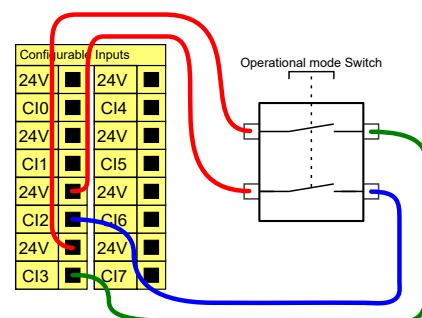 Configurable Inputs
24V 24V
CI0 CI4
24V 24V
CI1 CI5
24V 24V
CI2 CI6
24V 24V
CI3 CI7
Operational mode Switch